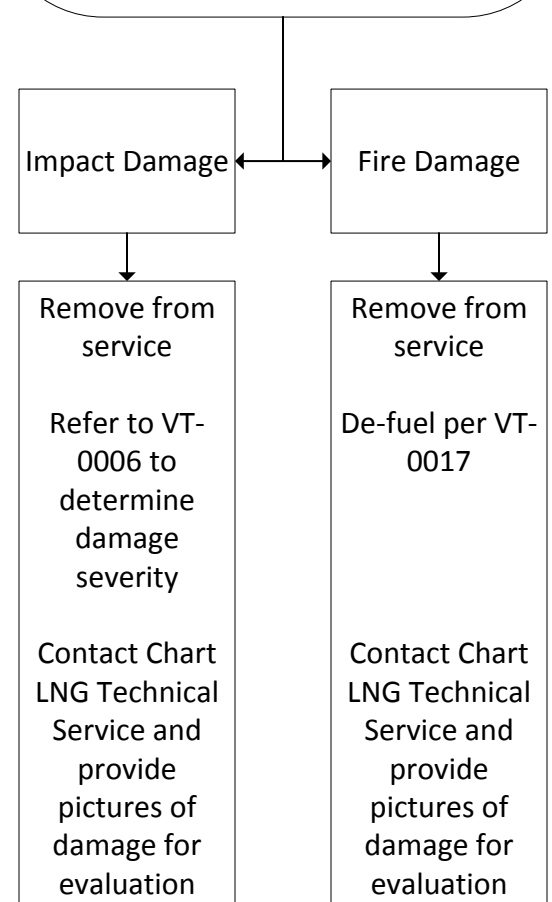 Impact Damage
Fire Damage
Remove from
service
Refer to VT-
0006 to
determine
damage
severity
Contact Chart
LNG Technical
Service and
provide
pictures of
damage for
evaluation
Remove from
service
De-fuel per VT-
0017
Contact Chart
LNG Technical
Service and
provide
pictures of
damage for
evaluation